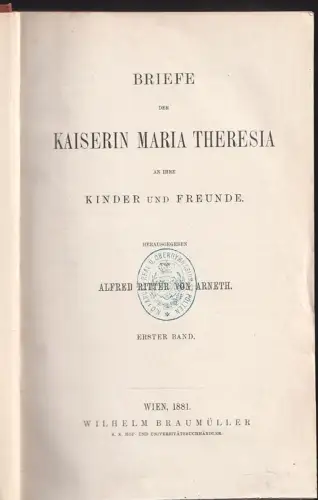 BRIEFE
DER
KAISERIN MARIA THERESIA
AN IHRE
KINDER UND FREUNDE.
HERAUSGEGEBEN
VON
ALFRED RITTER VON ARNETH.
ERSTER BAND.
WIEN, 1881.
WILHELM BRAUMÜLLER
K. K. HOF- UND UNIVERSITÄTSBUCHHÄNDLER.